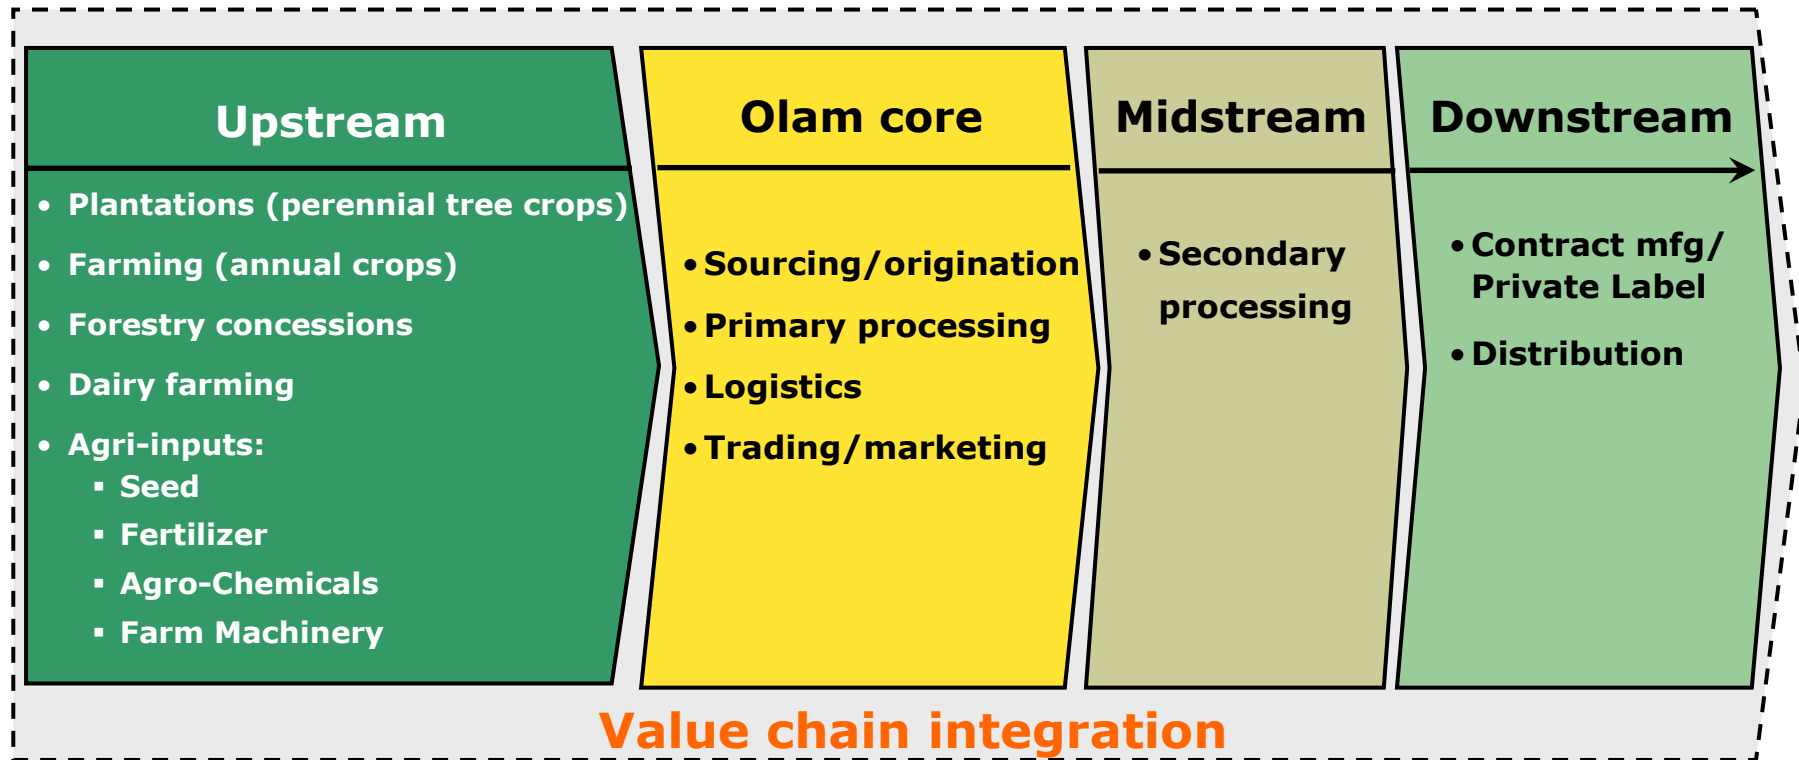 Upstream
• Plantations (perennial tree crops)
• Farming (annual crops)
• Forestry concessions
• Dairy farming
• Agri-inputs:
▪ Seed
▪ Fertilizer
▪ Agro-Chemicals
▪ Farm Machinery
Olam core
• Sourcing/origination
• Primary processing
• Logistics
• Trading/marketing
Midstream
• Secondary
processing
Downstream
• Contract mfg/
Private Label
• Distribution
Value chain integration